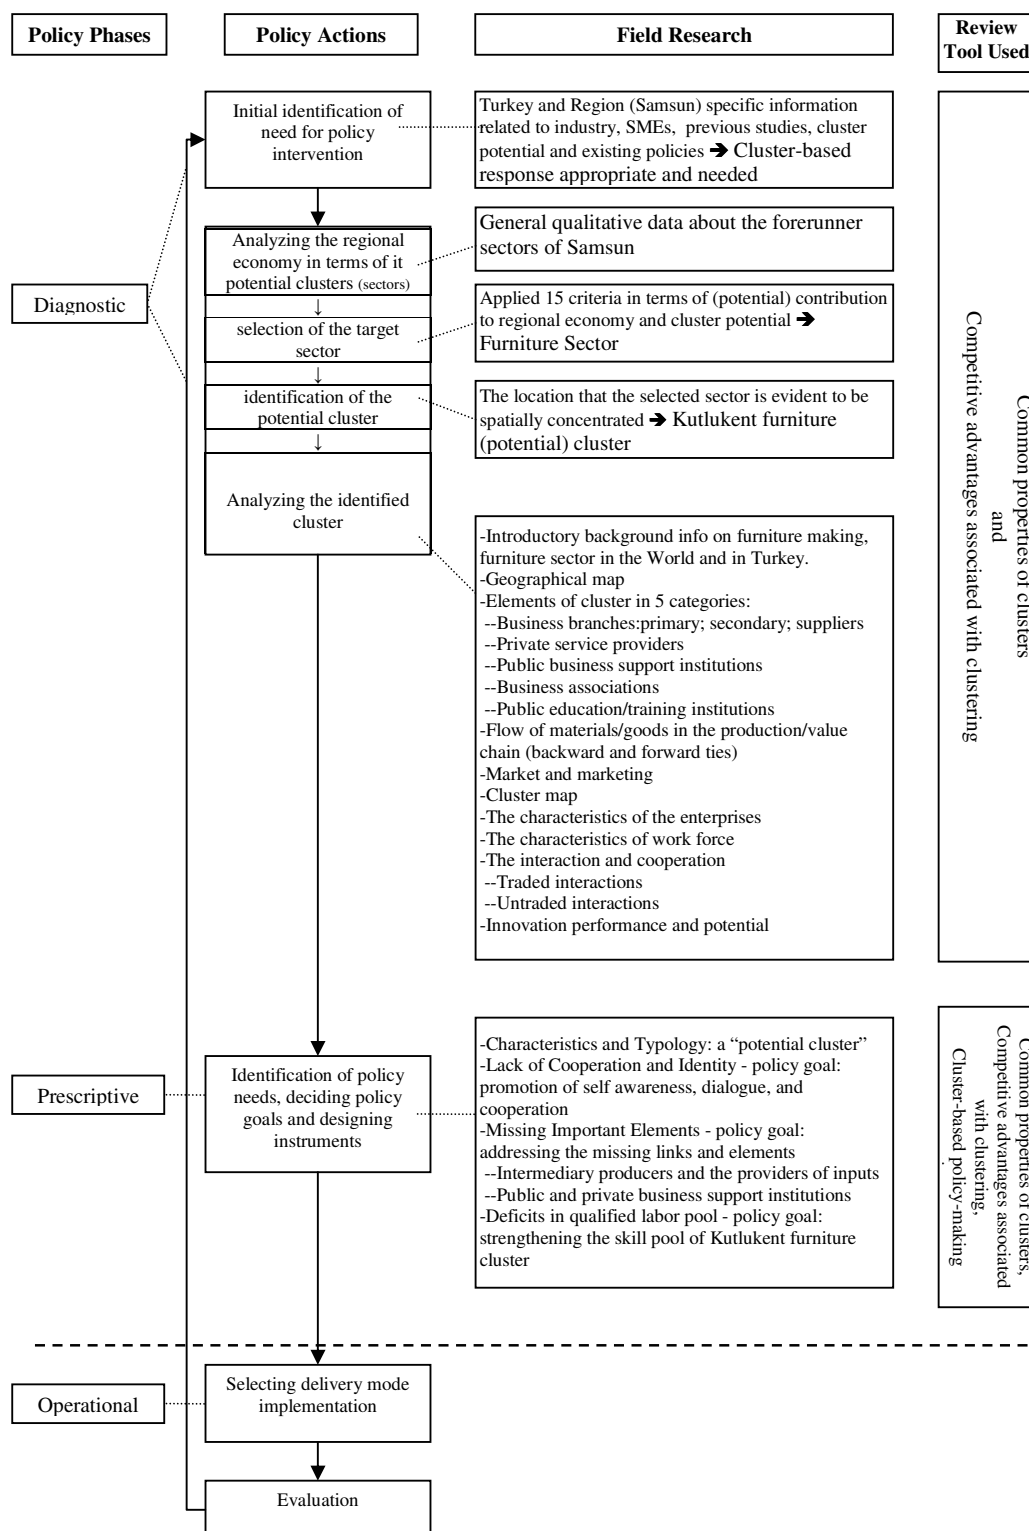 Policy Phases
Policy Actions
Field Research
Review
Tool Used
Initial identification of
need for policy
intervention
Turkey and Region (Samsun) specific information
related to industry, SMEs,  previous studies, cluster
potential and existing policies ➔ Cluster-based
response appropriate and needed
Analyzing the regional
economy in terms of it
potential clusters (sectors)
↓
selection of the target
sector
↓
identification of the
potential cluster
↓
Analyzing the identified
cluster
General qualitative data about the forerunner
sectors of Samsun
Diagnostic
Applied 15 criteria in terms of (potential) contribution
to regional economy and cluster potential ➔
Furniture Sector
The location that the selected sector is evident to be
spatially concentrated ➔ Kutlukent furniture
(potential) cluster
-Introductory background info on furniture making,
furniture sector in the World and in Turkey.
-Geographical map
-Elements of cluster in 5 categories:
--Business branches:primary; secondary; suppliers
--Private service providers
--Public business support institutions
--Business associations
--Public education/training institutions
-Flow of materials/goods in the production/value
chain (backward and forward ties)
-Market and marketing
-Cluster map
-The characteristics of the enterprises
-The characteristics of work force
-The interaction and cooperation
--Traded interactions
--Untraded interactions
-Innovation performance and potential
Common properties of clusters
and
Competitive advantages associated with clustering
Prescriptive
Identification of policy
needs, deciding policy
goals and designing
instruments
-Characteristics and Typology: a “potential cluster”
-Lack of Cooperation and Identity - policy goal:
promotion of self awareness, dialogue, and
cooperation
-Missing Important Elements - policy goal:
addressing the missing links and elements
--Intermediary producers and the providers of inputs
--Public and private business support institutions
-Deficits in qualified labor pool - policy goal:
strengthening the skill pool of Kutlukent furniture
cluster
Common properties of clusters,
Competitive advantages associated
with clustering,
Cluster-based policy-making
Operational
Selecting delivery mode
implementation
Evaluation